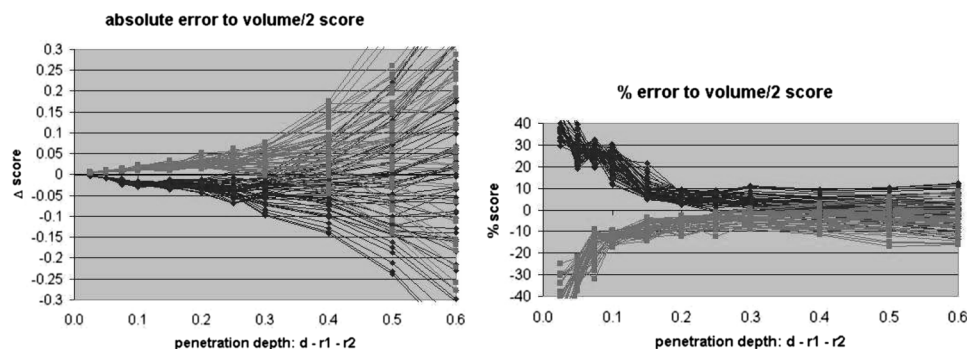 absolute error to volume/2 score
Δ score
0.3
0.25
0.2
0.15
0.1
0.05
0
-0.05
-0.1
-0.15
-0.2
-0.25
-0.3
0.0 0.1 0.2 0.3 0.4 0.5 0.6
penetration depth: d - r1 - r2
% error to volume/2 score
% score
40
30
20
10
0
-10
-20
-30
-40
0.0 0.1 0.2 0.3 0.4 0.5 0.6
penetration depth: d - r1 - r2